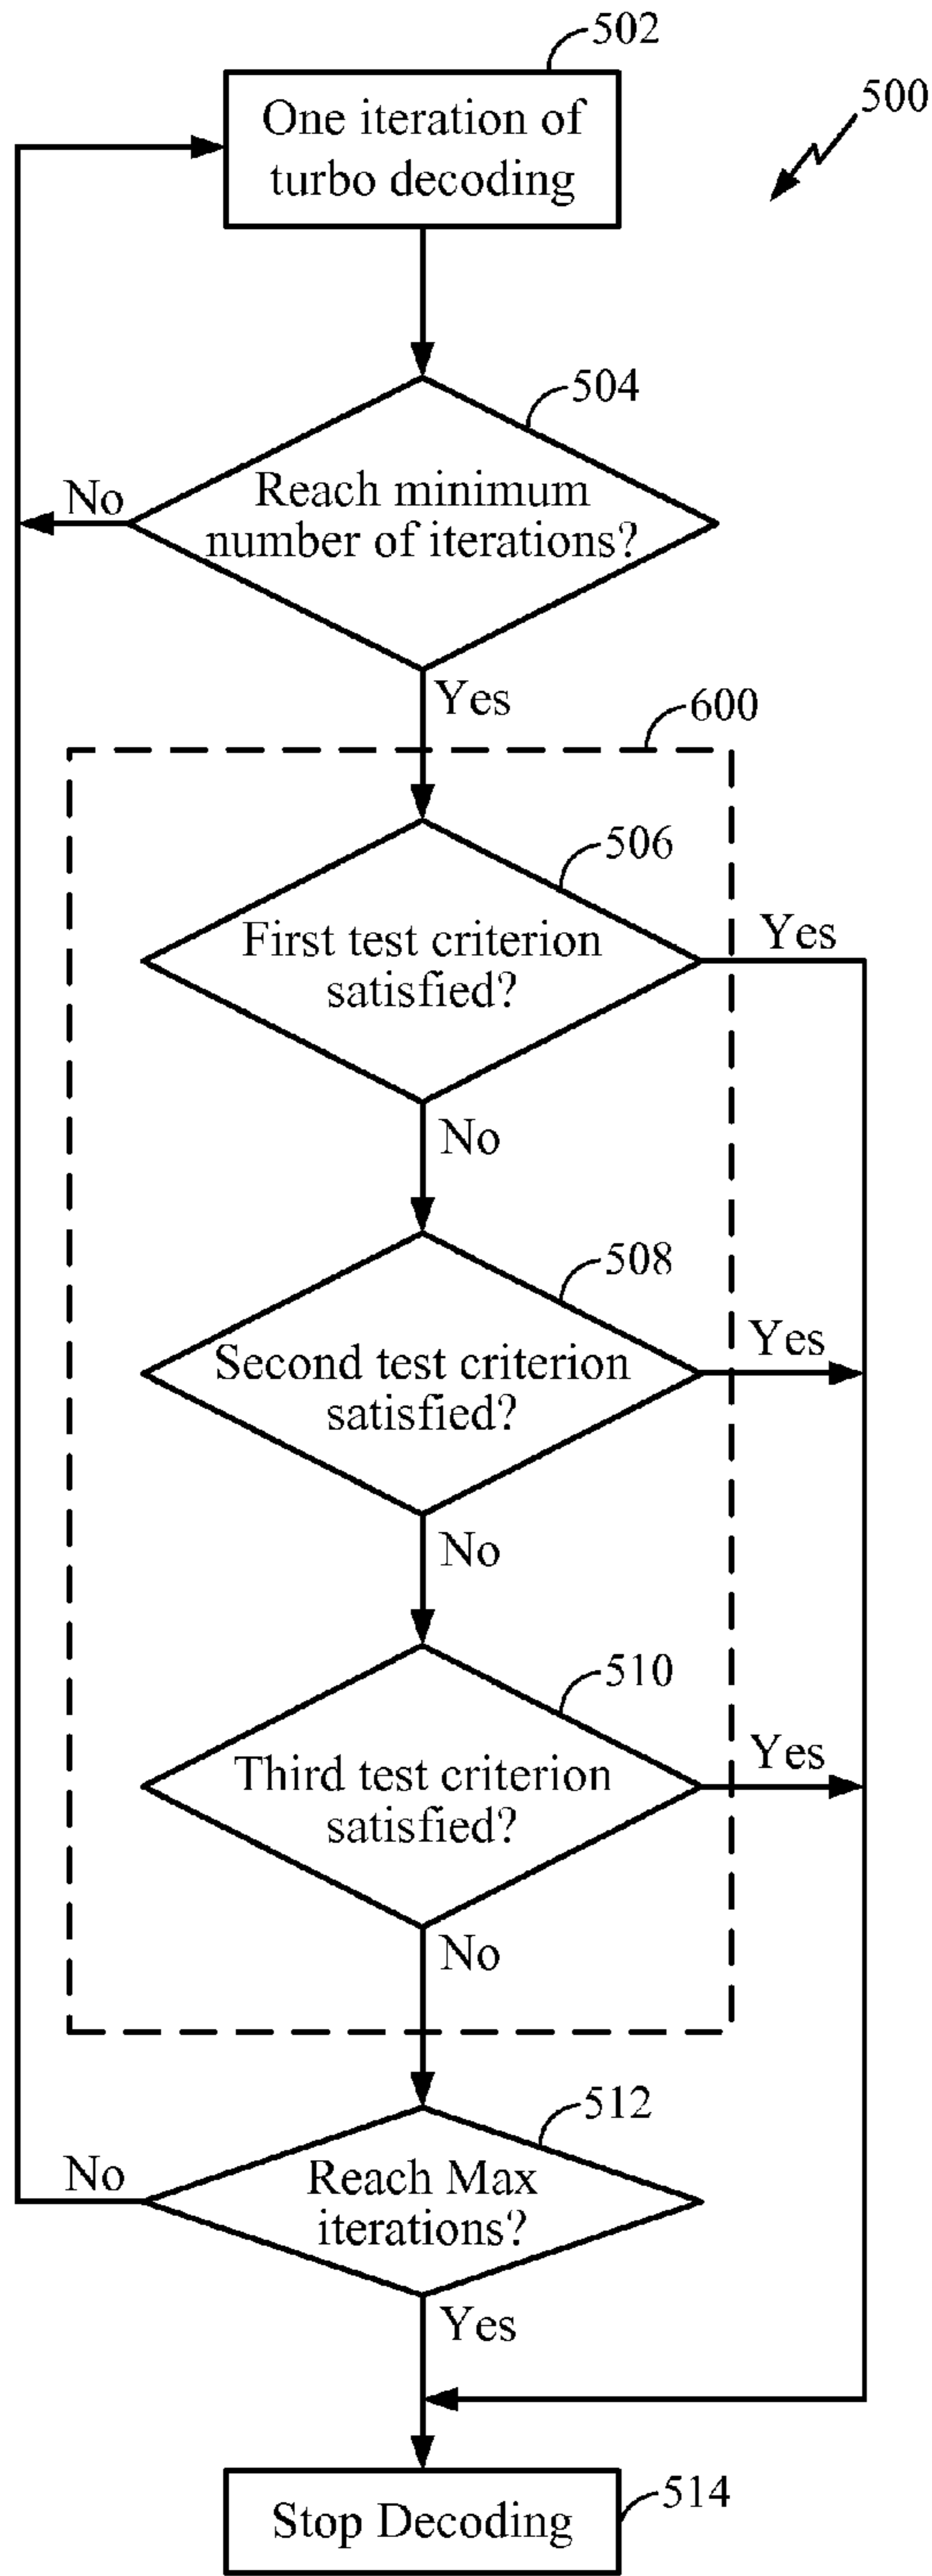 502
500
One iteration of
turbo decoding
504
Reach minimum
number of iterations?
No
Yes
600
506
First test criterion
satisfied?
Yes
No
508
Second test criterion
satisfied?
Yes
No
510
Third test criterion
satisfied?
Yes
No
512
Reach Max
iterations?
No
Yes
514
Stop Decoding